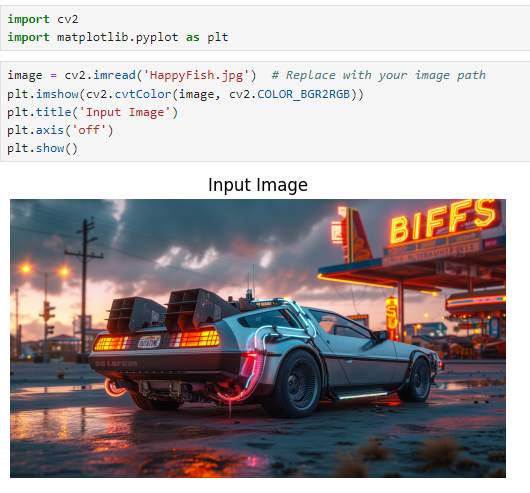 import cv2
import matplotlib.pyplot as plt
image = cv2.imread('HappyFish.jpg')  # Replace with your image path
plt.imshow(cv2.cvtColor(image, cv2.COLOR_BGR2RGB))
plt.title('Input Image')
plt.axis('off')
plt.show()
Input Image
BIFFS